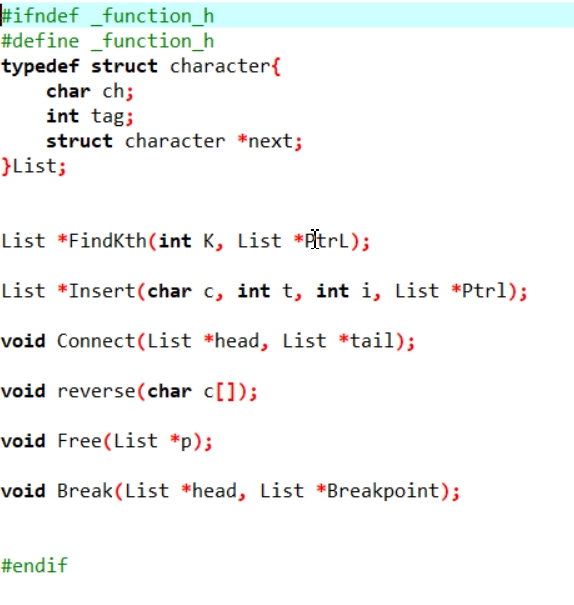 #ifndef _function_h
#define _function_h
typedef struct character{
    char ch;
    int tag;
    struct character *next;
}List;
List *FindKth(int K, List *PtrL);
List *Insert(char c, int t, int i, List *Ptrl);
void Connect(List *head, List *tail);
void reverse(char c[]);
void Free(List *p);
void Break(List *head, List *Breakpoint);
#endif